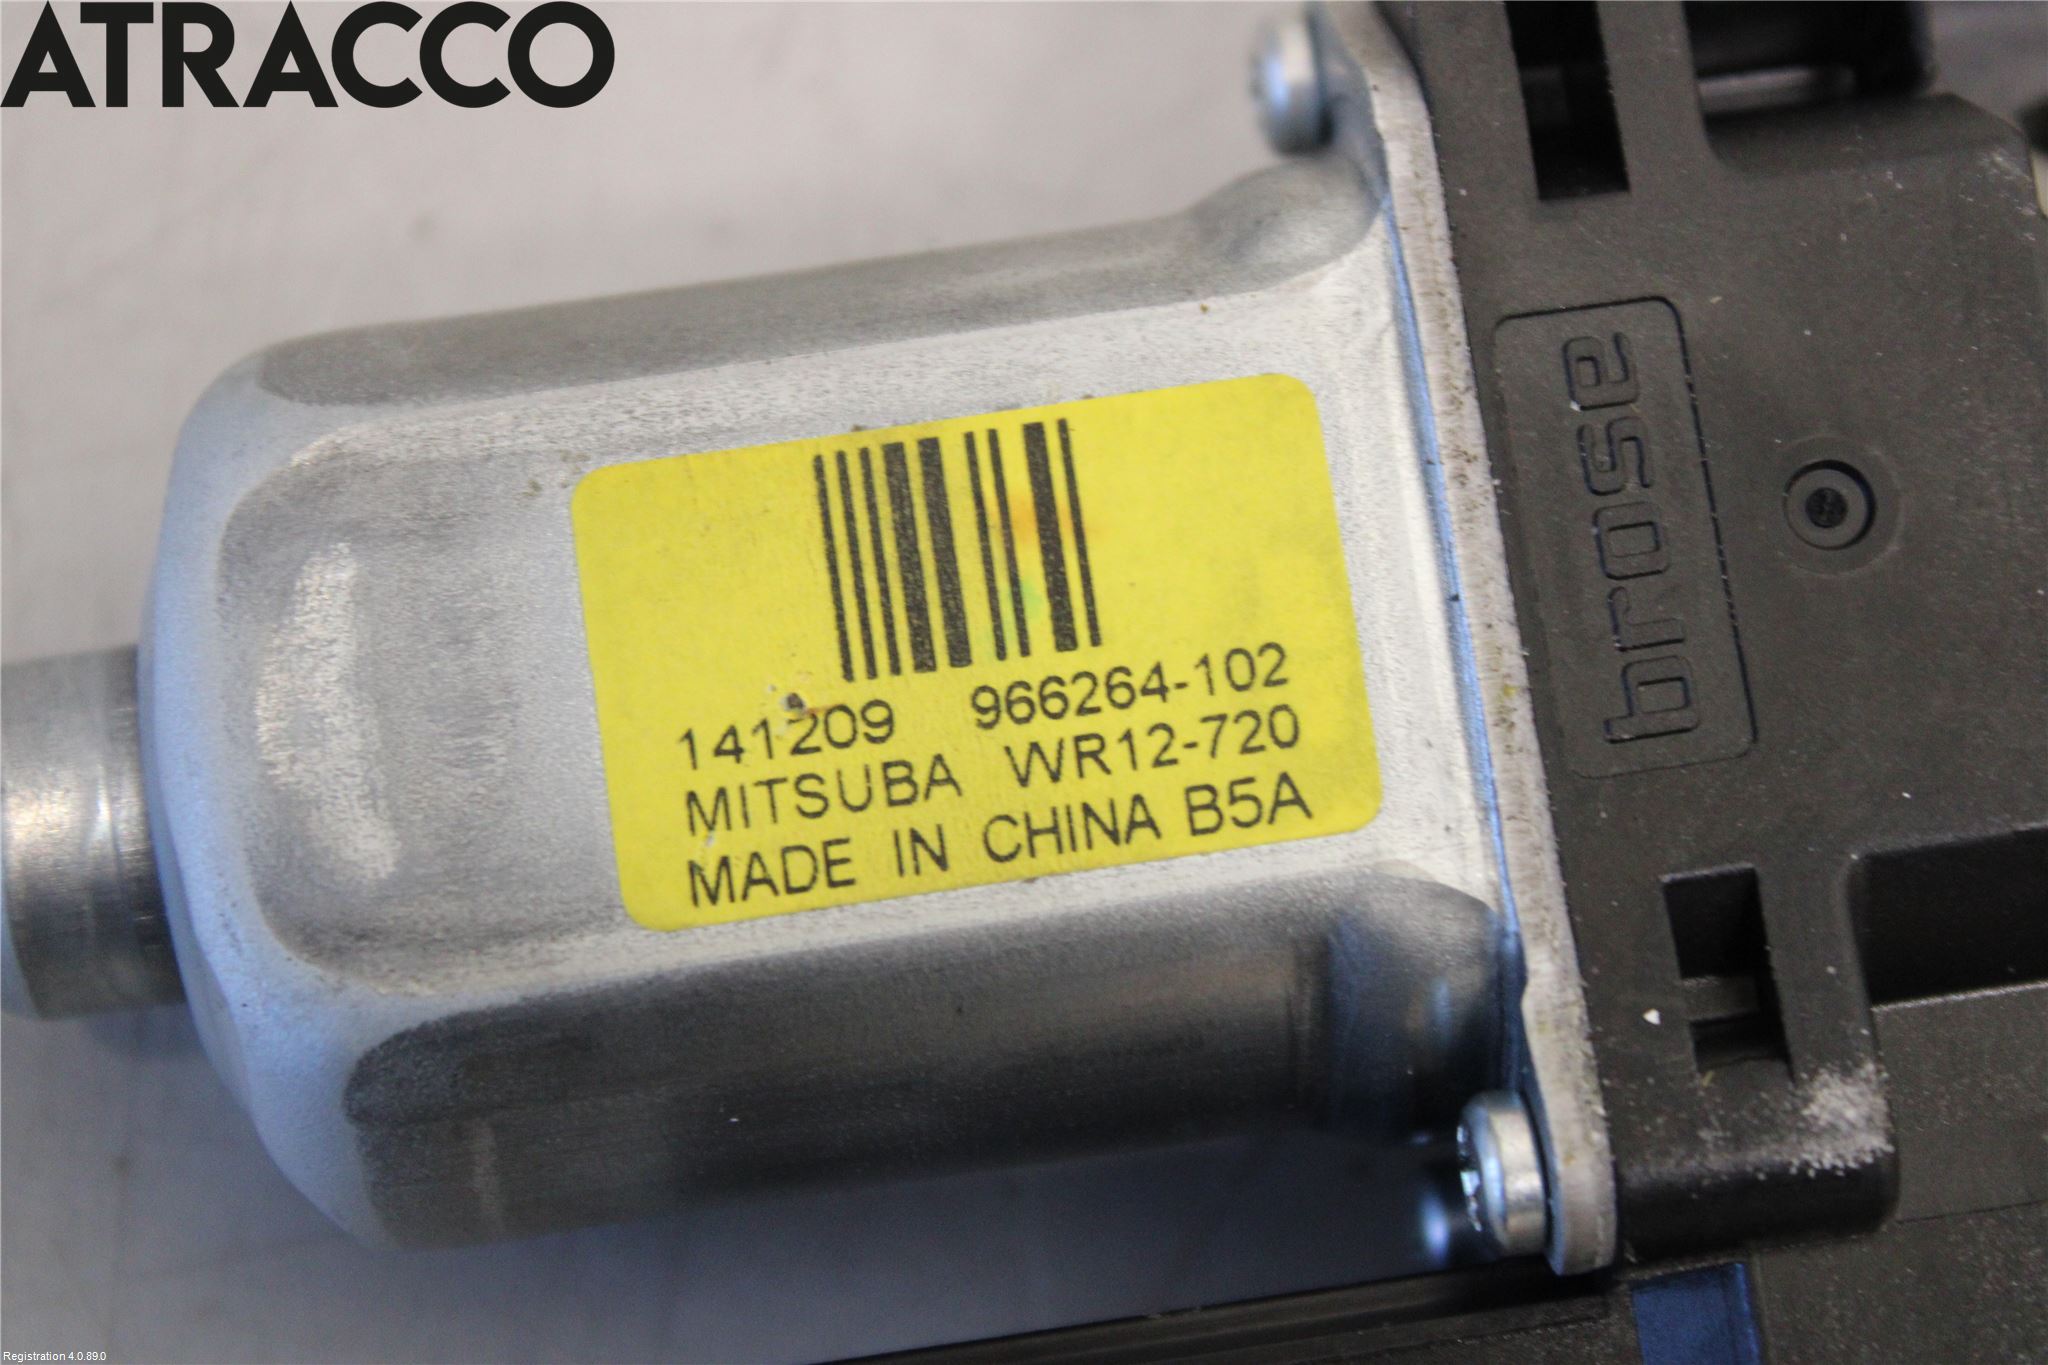 ATRACCO
brose
141209 966264-102
MITSUBA WR12-720
MADE IN CHINA B5A
Registration 4.0.89.0